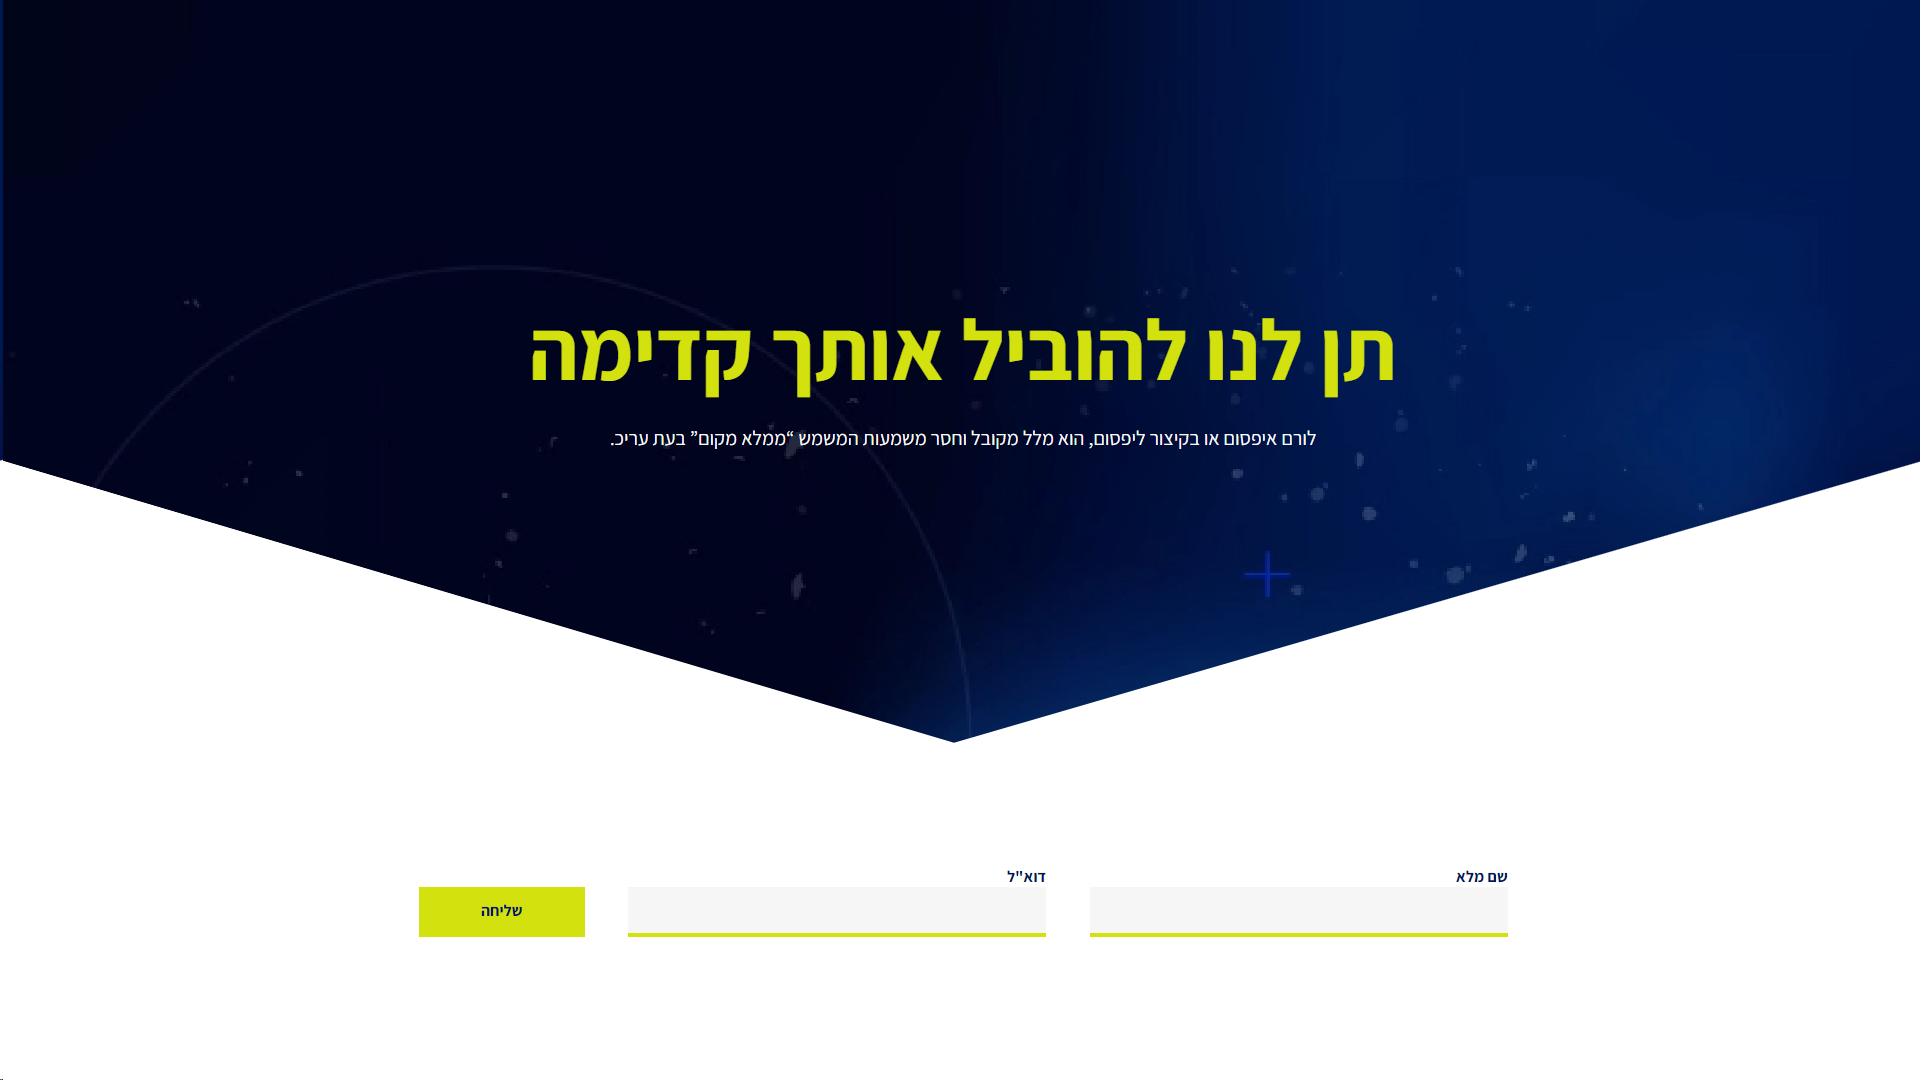 תן לנו להוביל אותך קדימה
לורם איפסום או בקיצור ליפסום, הוא מלל מקובל וחסר משמעות המשמש “ממלא מקום” בעת עריכ.
שם מלא
דוא"ל
שליחה